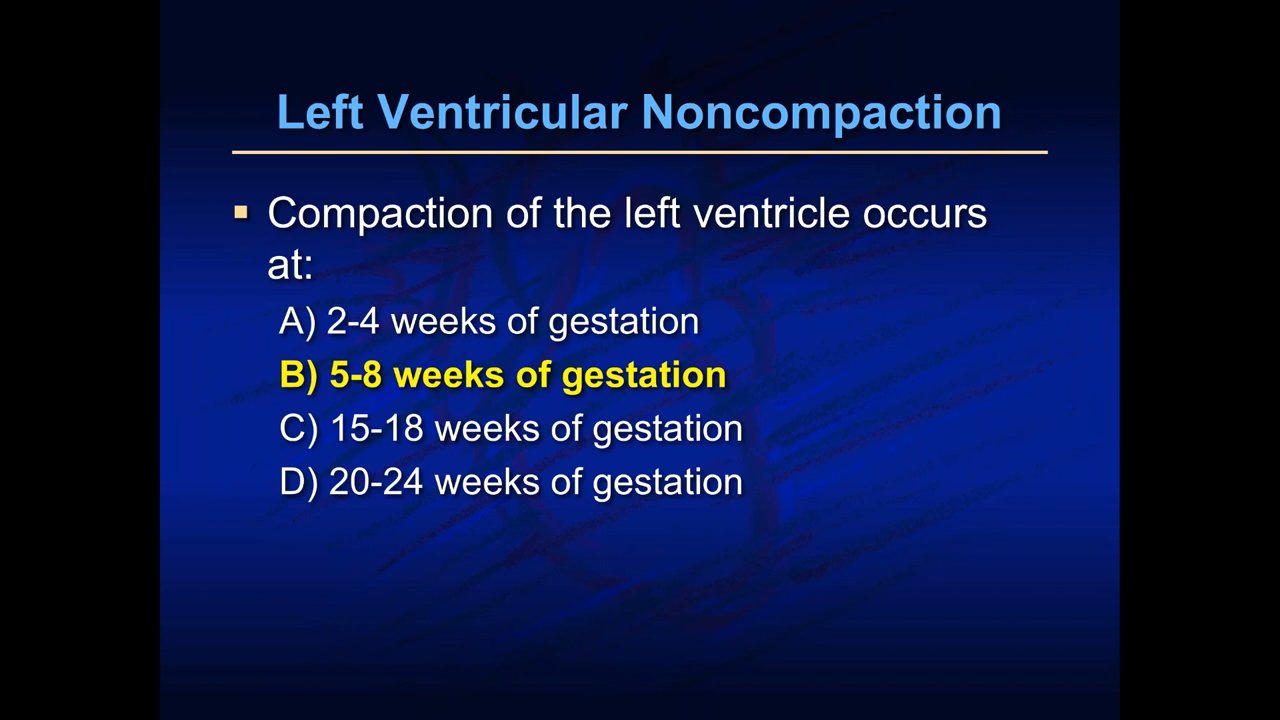 Left Ventricular Noncompaction
▪ Compaction of the left ventricle occurs
at:
A) 2-4 weeks of gestation
B) 5-8 weeks of gestation
C) 15-18 weeks of gestation
D) 20-24 weeks of gestation